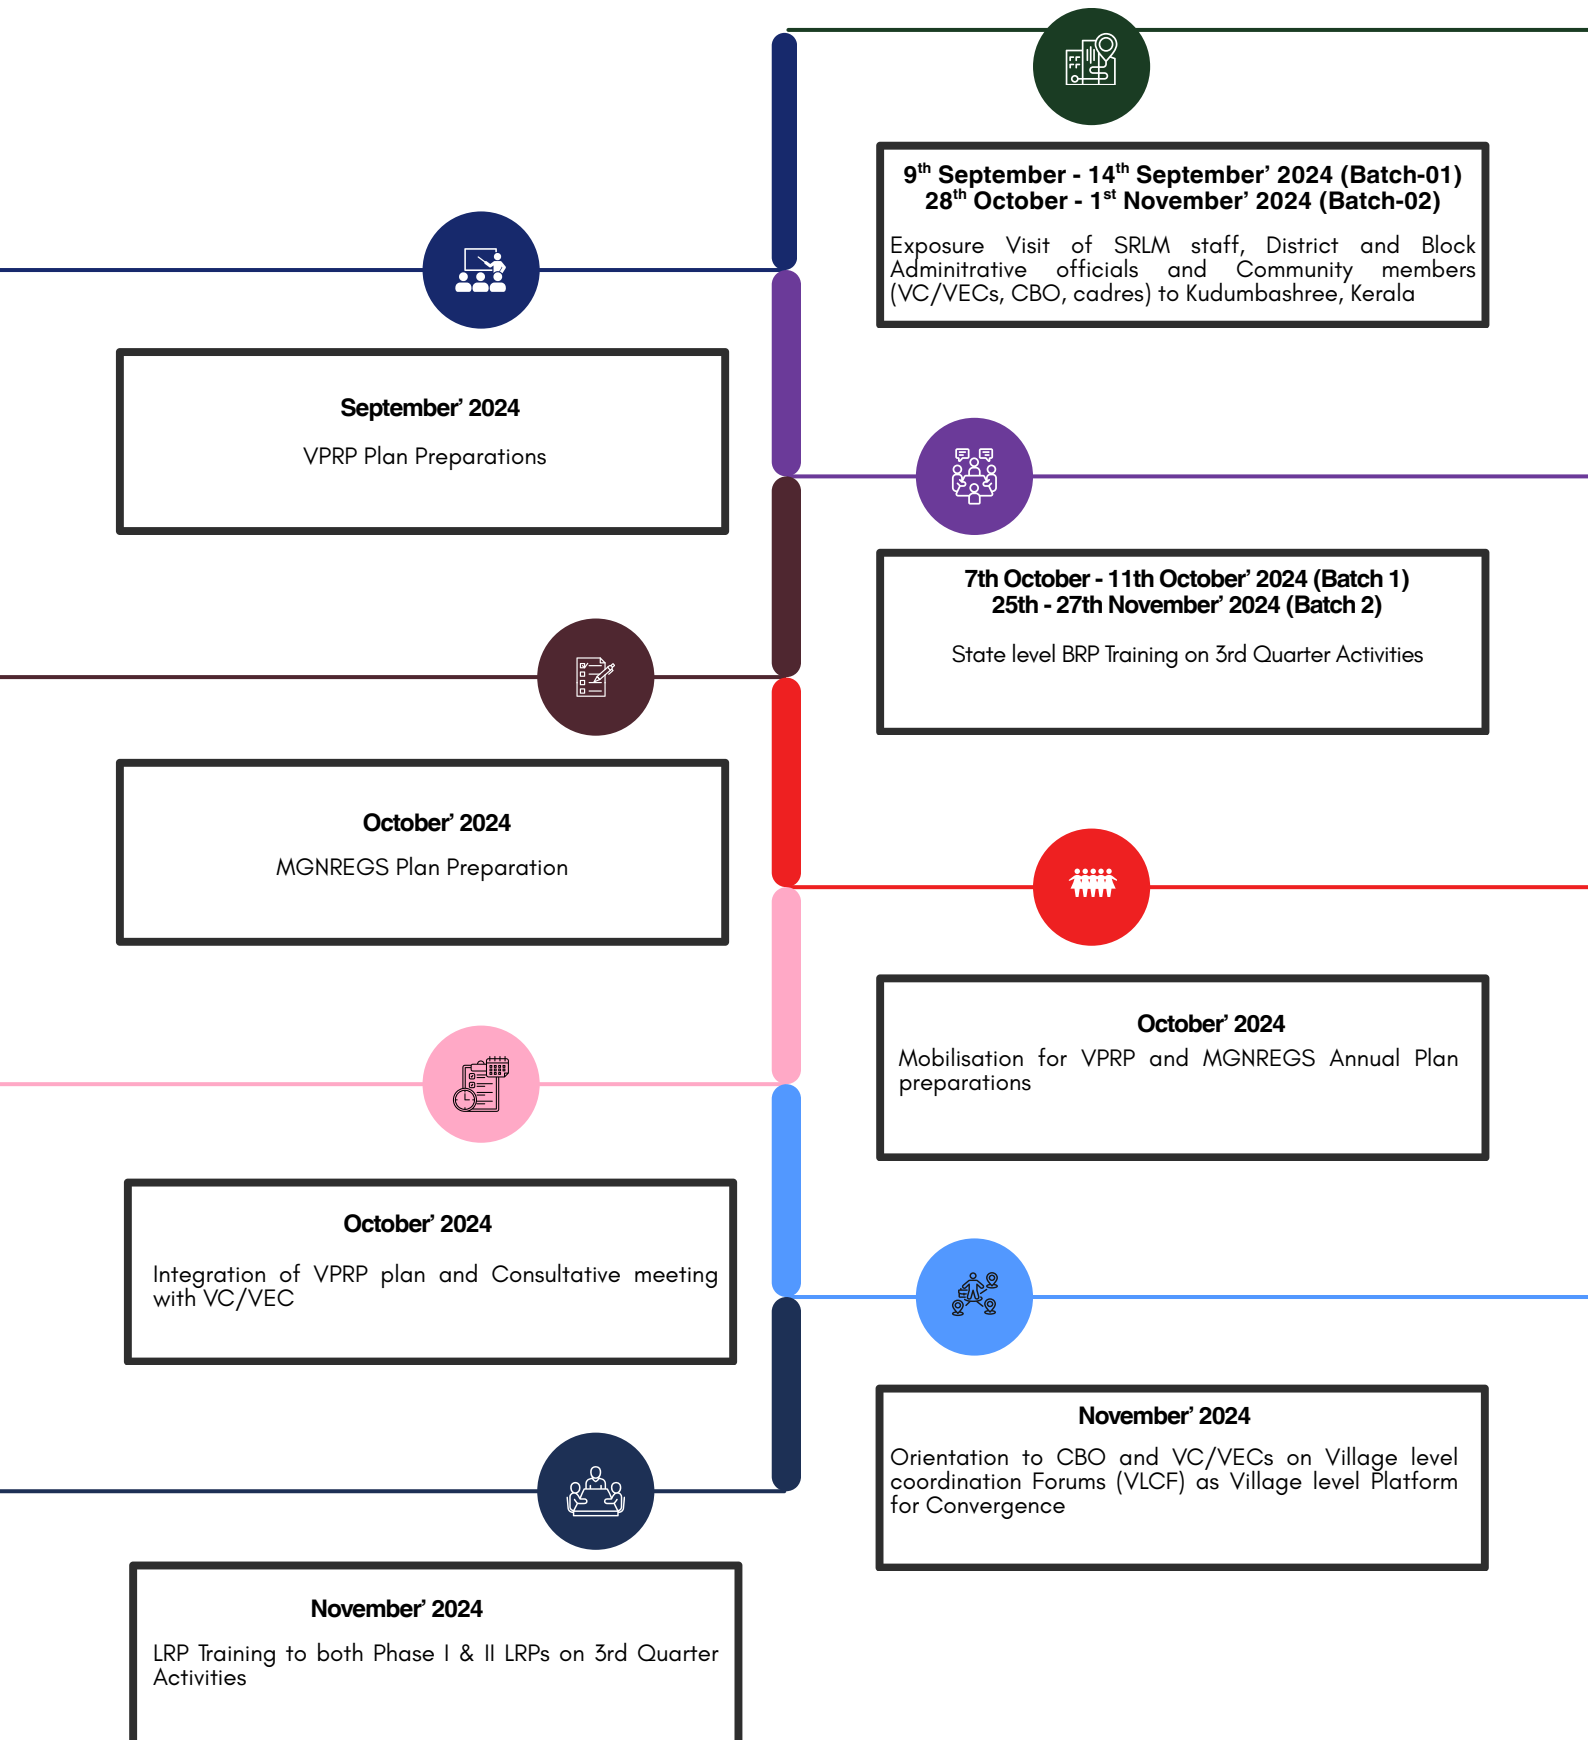 9th September - 14th September’ 2024 (Batch-01)
28th October - 1st November’ 2024 (Batch-02)
Exposure Visit of SRLM staff, District and Block
Adminitrative officials and Community members
(VC/VECs, CBO, cadres) to Kudumbashree, Kerala
September’ 2024
VPRP Plan Preparations
7th October - 11th October’ 2024 (Batch 1)
25th - 27th November’ 2024 (Batch 2)
State level BRP Training on 3rd Quarter Activities
October’ 2024
MGNREGS Plan Preparation
October’ 2024
Mobilisation for VPRP and MGNREGS Annual Plan
preparations
October’ 2024
Integration of VPRP plan and Consultative meeting
with VC/VEC
November’ 2024
Orientation to CBO and VC/VECs on Village level
coordination Forums (VLCF) as Village level Platform
for Convergence
November’ 2024
LRP Training to both Phase I & II LRPs on 3rd Quarter
Activities